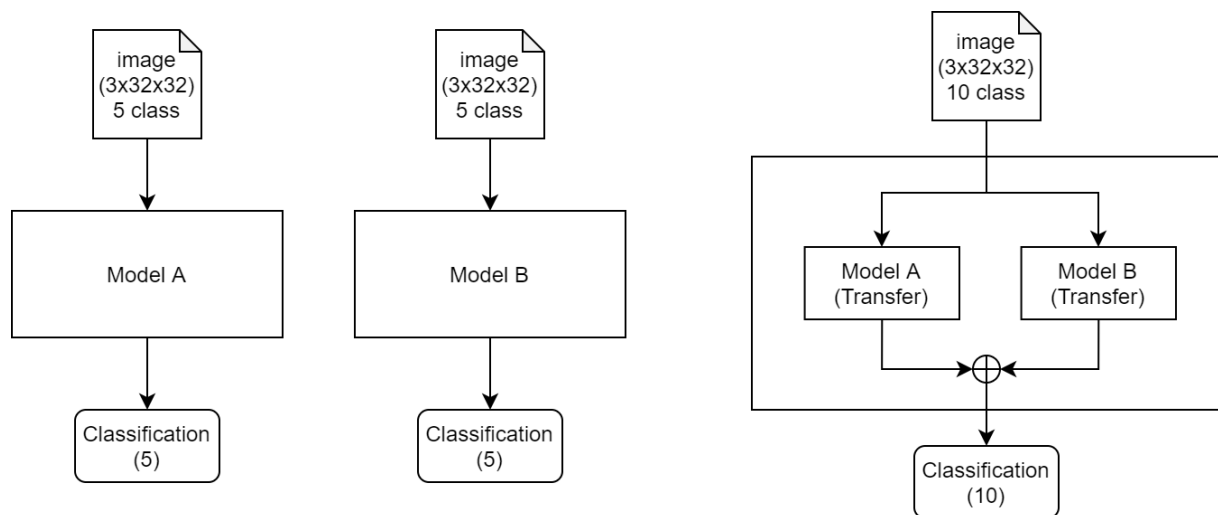 image
(3x32x32)
5 class
Model A
Classification
(5)
image
(3x32x32)
5 class
Model B
Classification
(5)
image
(3x32x32)
10 class
Model A
(Transfer)
Model B
(Transfer)
Classification
(10)